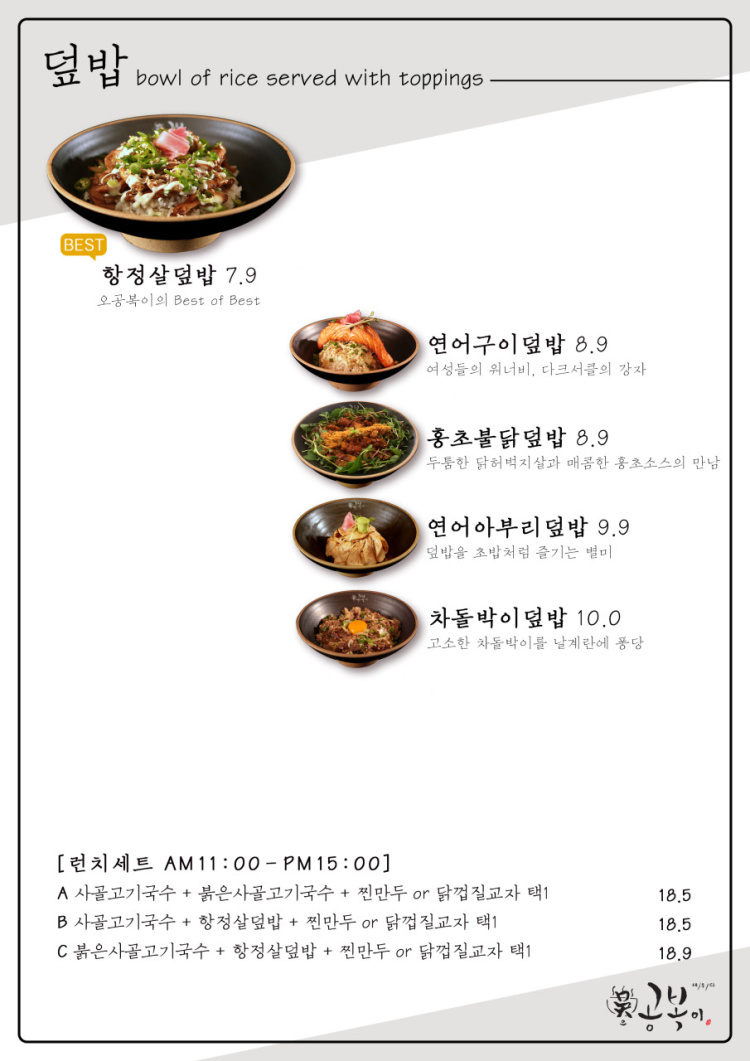 덮밥 bowl of rice served with toppings
BEST
항정살덮밥 7.9
오공복이의 Best of Best
연어구이덮밥 8.9
여성들의 워너비, 다크서클의 강자
홍초불닭덮밥 8.9
두툼한 닭허벅지살과 매콤한 홍초소스의 만남
연어아부리덮밥 9.9
덮밥을 초밥처럼 즐기는 별미
차돌박이덮밥 10.0
고소한 차돌박이를 날계란에 퐁당
[런치세트 AM11:00-PM15:00]
A 사골고기국수 + 붉은사골고기국수 + 찐만두 or 닭껍질교자 택1 18.5
B 사골고기국수 + 항정살덮밥 + 찐만두 or 닭껍질교자 택1 18.5
C 붉은사골고기국수 + 항정살덮밥 + 찐만두 or 닭껍질교자 택1 18.9
공복이